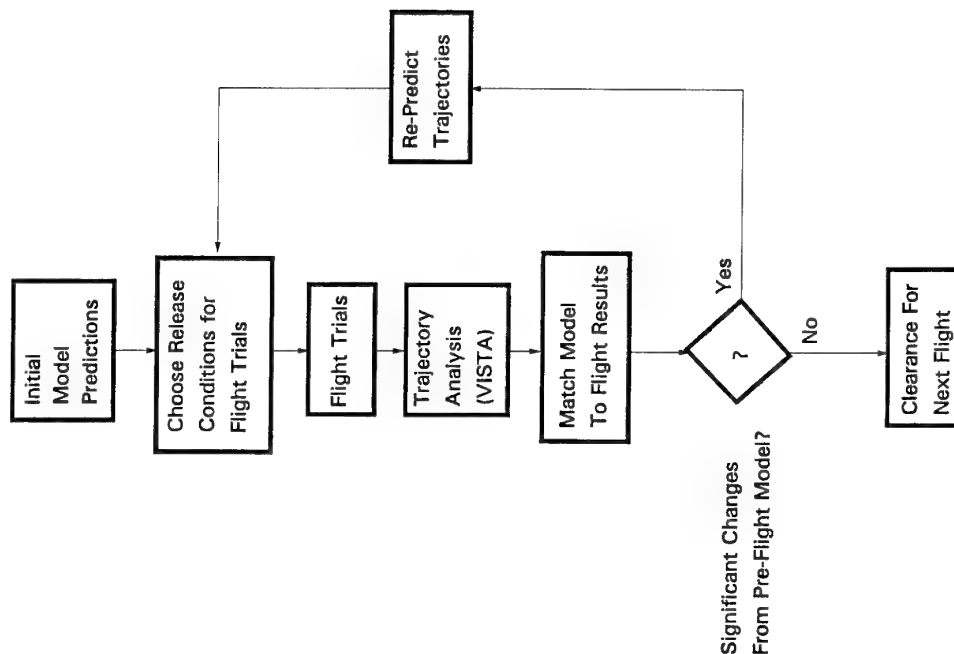 Initial
Model
Predictions
Choose Release
Conditions for
Flight Trials
Flight Trials
Trajectory
Analysis
(VISTA)
Match Model
To Flight Results
Significant Changes
From Pre-Flight Model?
?
Yes
No
Re-Predict
Trajectories
Clearance For
Next Flight